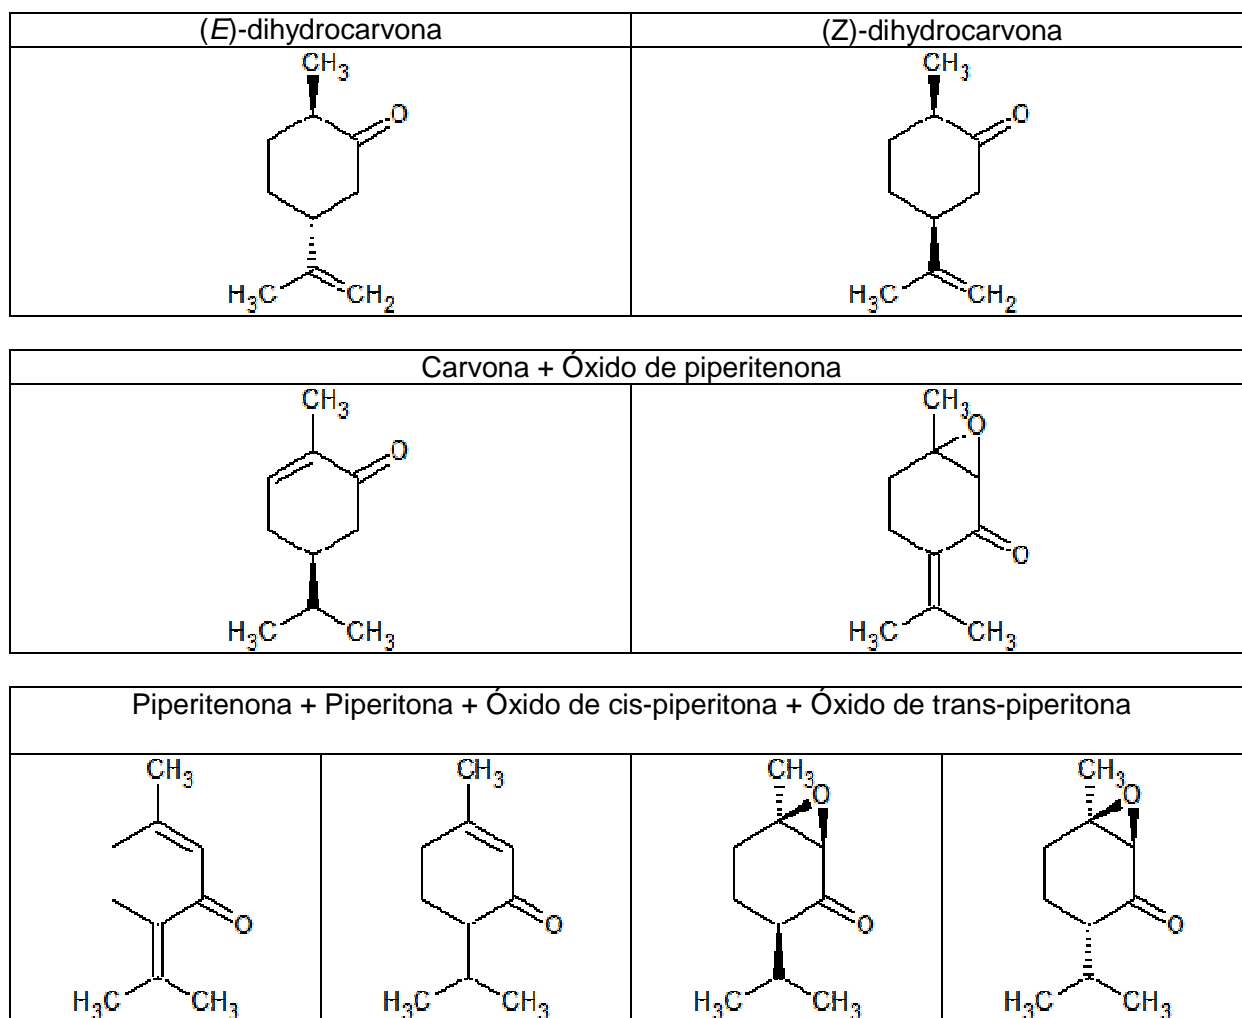 (E)-dihydrocarvona
(Z)-dihydrocarvona
CH3
O
H3C
CH2
CH3
O
H3C
CH2
Carvona + Óxido de piperitenona
CH3
O
H3C
CH3
CH3
O
O
H3C
CH3
Piperitenona + Piperitona + Óxido de cis-piperitona + Óxido de trans-piperitona
CH3
O
H3C
CH3
CH3
O
H3C
CH3
CH3
O
O
H3C
CH3
CH3
O
O
H3C
CH3